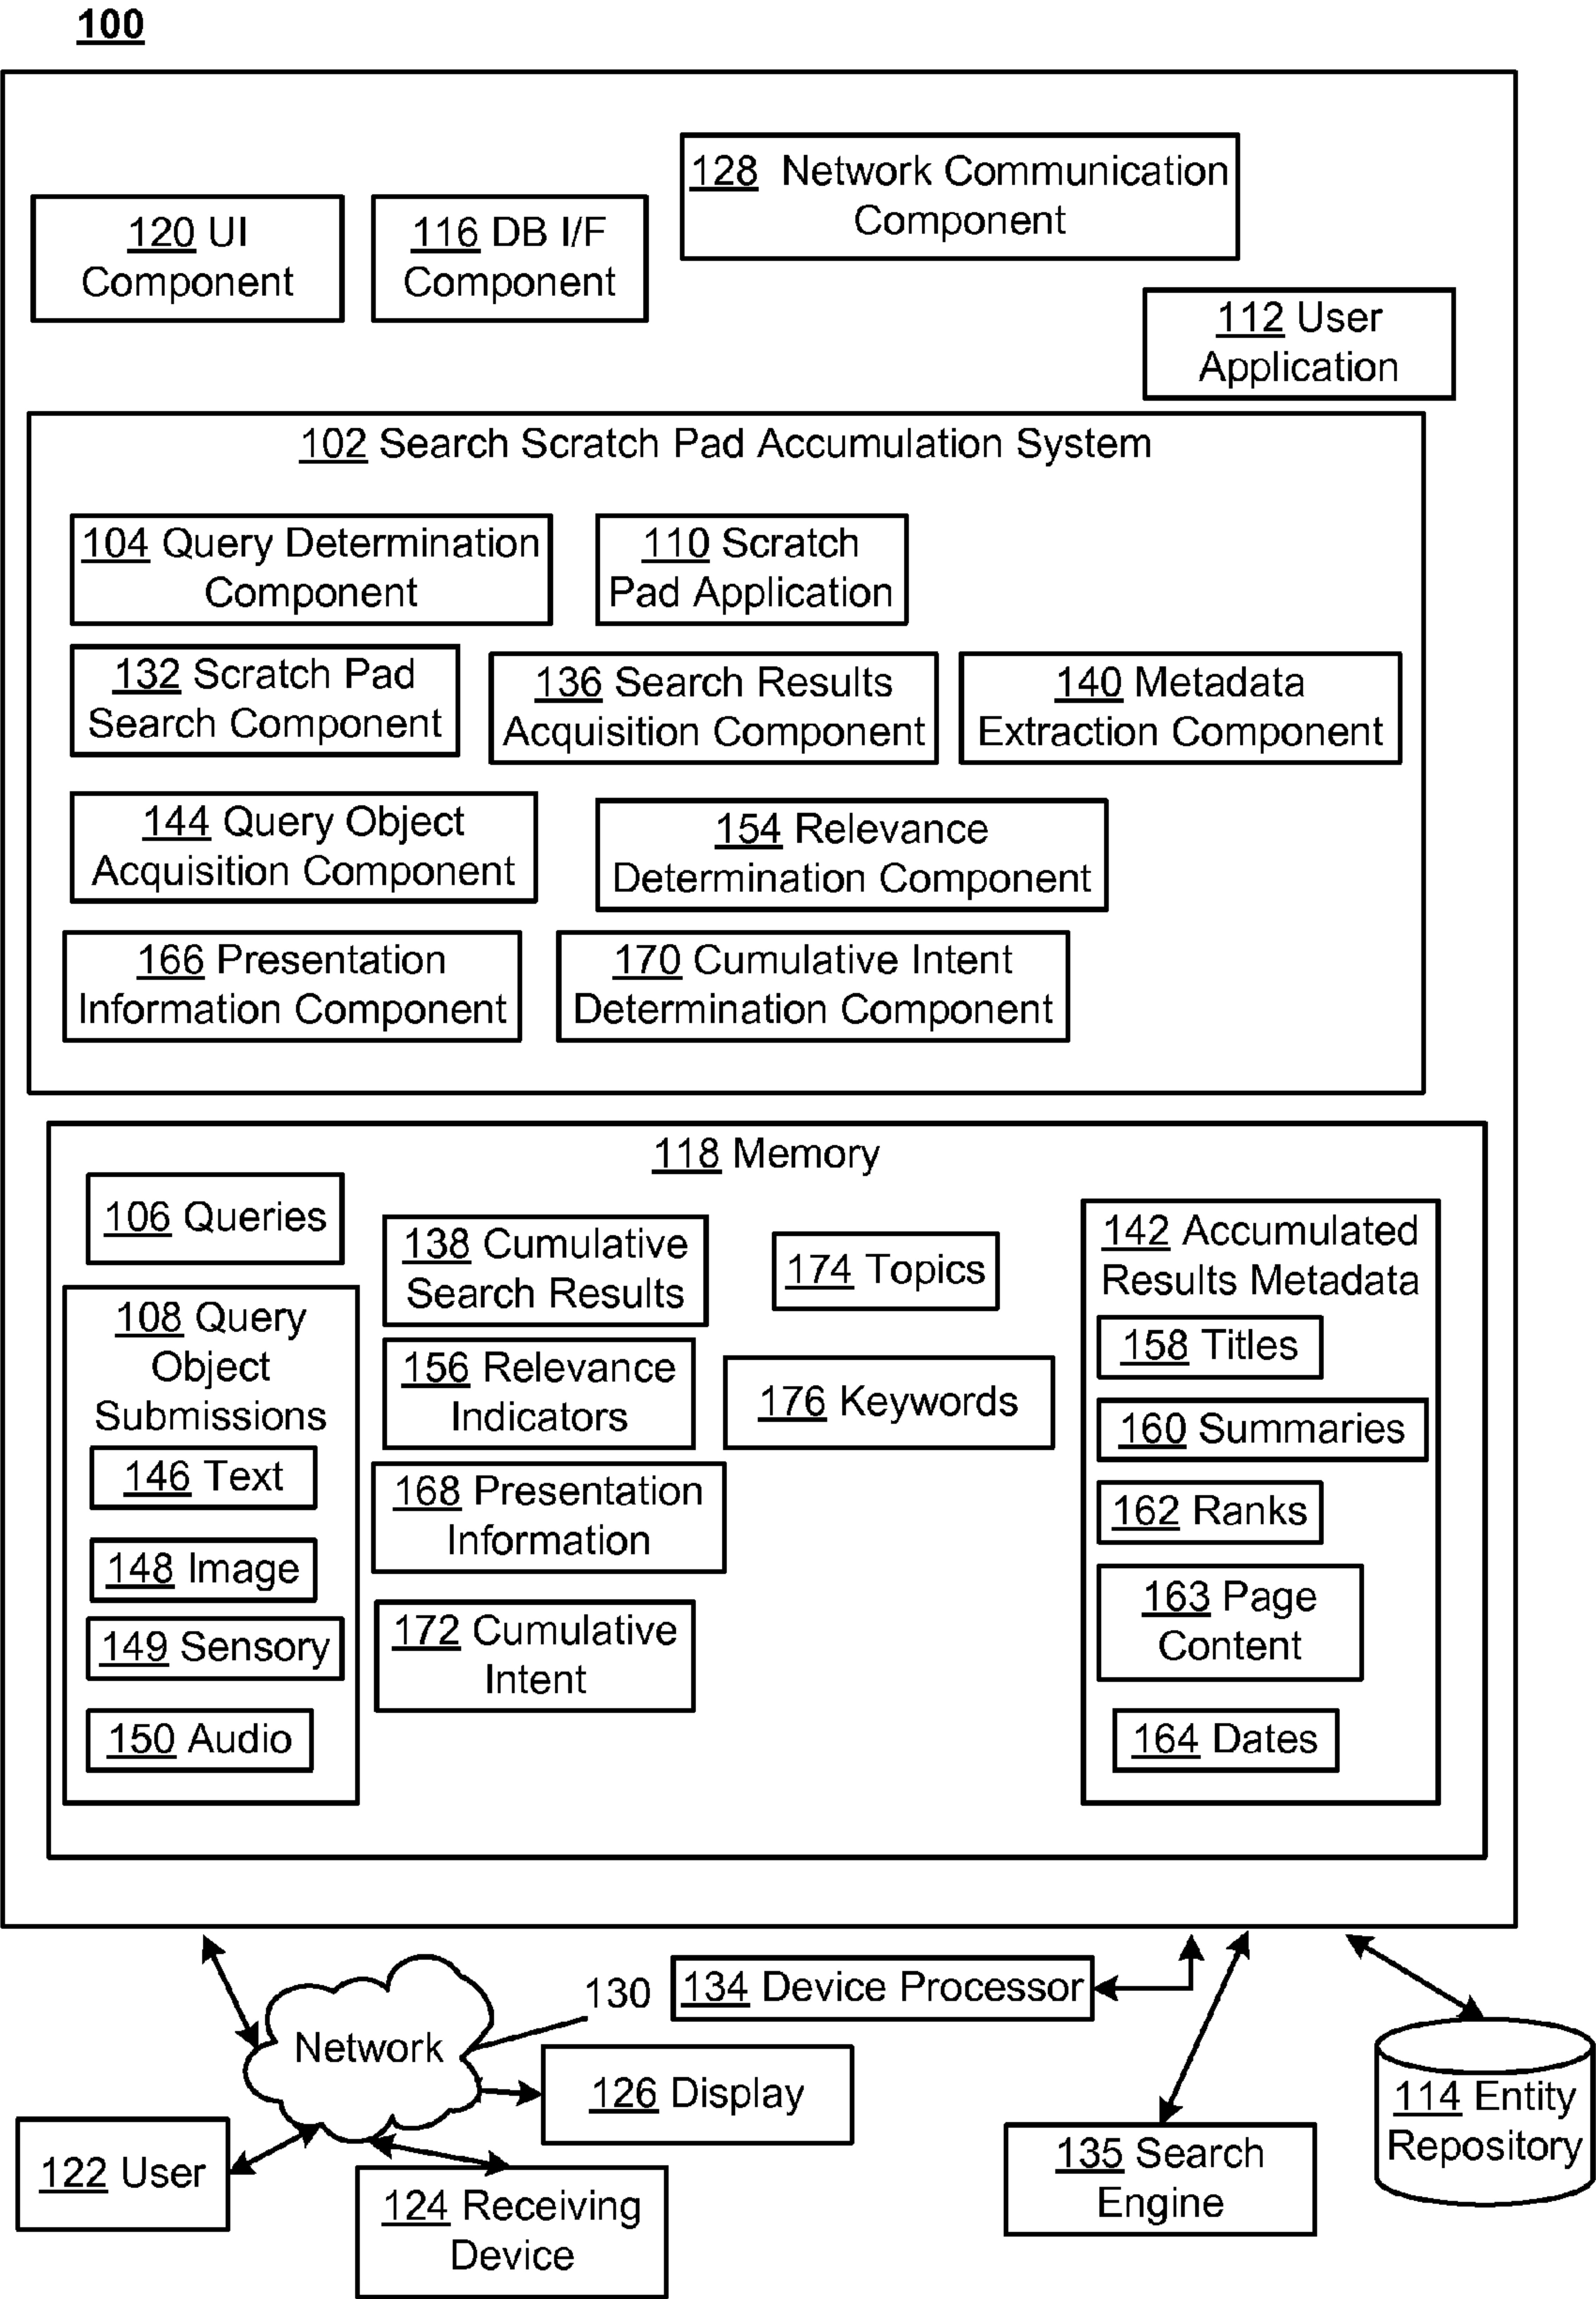 100
128 Network Communication
Component
120 UI
Component
116 DB I/F
Component
112 User
Application
102 Search Scratch Pad Accumulation System
104 Query Determination
Component
110 Scratch
Pad Application
132 Scratch Pad
Search Component
136 Search Results
Acquisition Component
140 Metadata
Extraction Component
144 Query Object
Acquisition Component
154 Relevance
Determination Component
166 Presentation
Information Component
170 Cumulative Intent
Determination Component
118 Memory
106 Queries
108 Query
Object
Submissions
146 Text
148 Image
149 Sensory
150 Audio
138 Cumulative
Search Results
156 Relevance
Indicators
168 Presentation
Information
172 Cumulative
Intent
174 Topics
176 Keywords
142 Accumulated
Results Metadata
158 Titles
160 Summaries
162 Ranks
163 Page
Content
164 Dates
Network
130
134 Device Processor
126 Display
122 User
124 Receiving
Device
135 Search
Engine
114 Entity
Repository